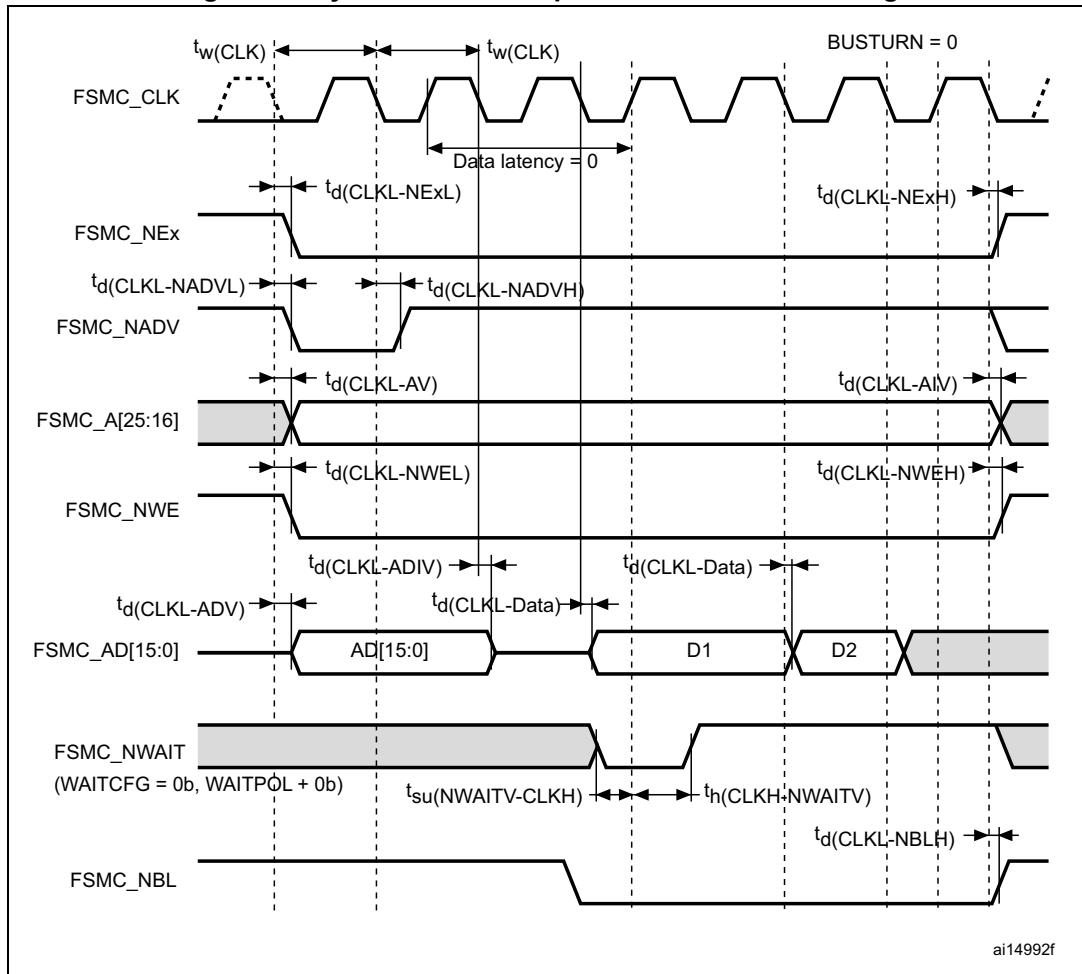 tw(CLK) tw(CLK) BUSTURN = 0
FSMC_CLK
Data latency = 0
td(CLKL-NExL) td(CLKL-NExH)
FSMC_NEx
td(CLKL-NADVL) td(CLKL-NADVH)
FSMC_NADV
td(CLKL-AV) td(CLKL-AIV)
FSMC_A[25:16]
td(CLKL-NWEL) td(CLKL-NWEH)
FSMC_NWE
td(CLKL-ADIV) td(CLKL-Data)
td(CLKL-ADV) td(CLKL-Data)
FSMC_AD[15:0] AD[15:0] D1 D2
FSMC_NWAIT
(WAITCFG = 0b, WAITPOL + 0b)
tsu(NWAITV-CLKH) th(CLKH-NWAITV)
td(CLKL-NBLH)
FSMC_NBL
ai14992f